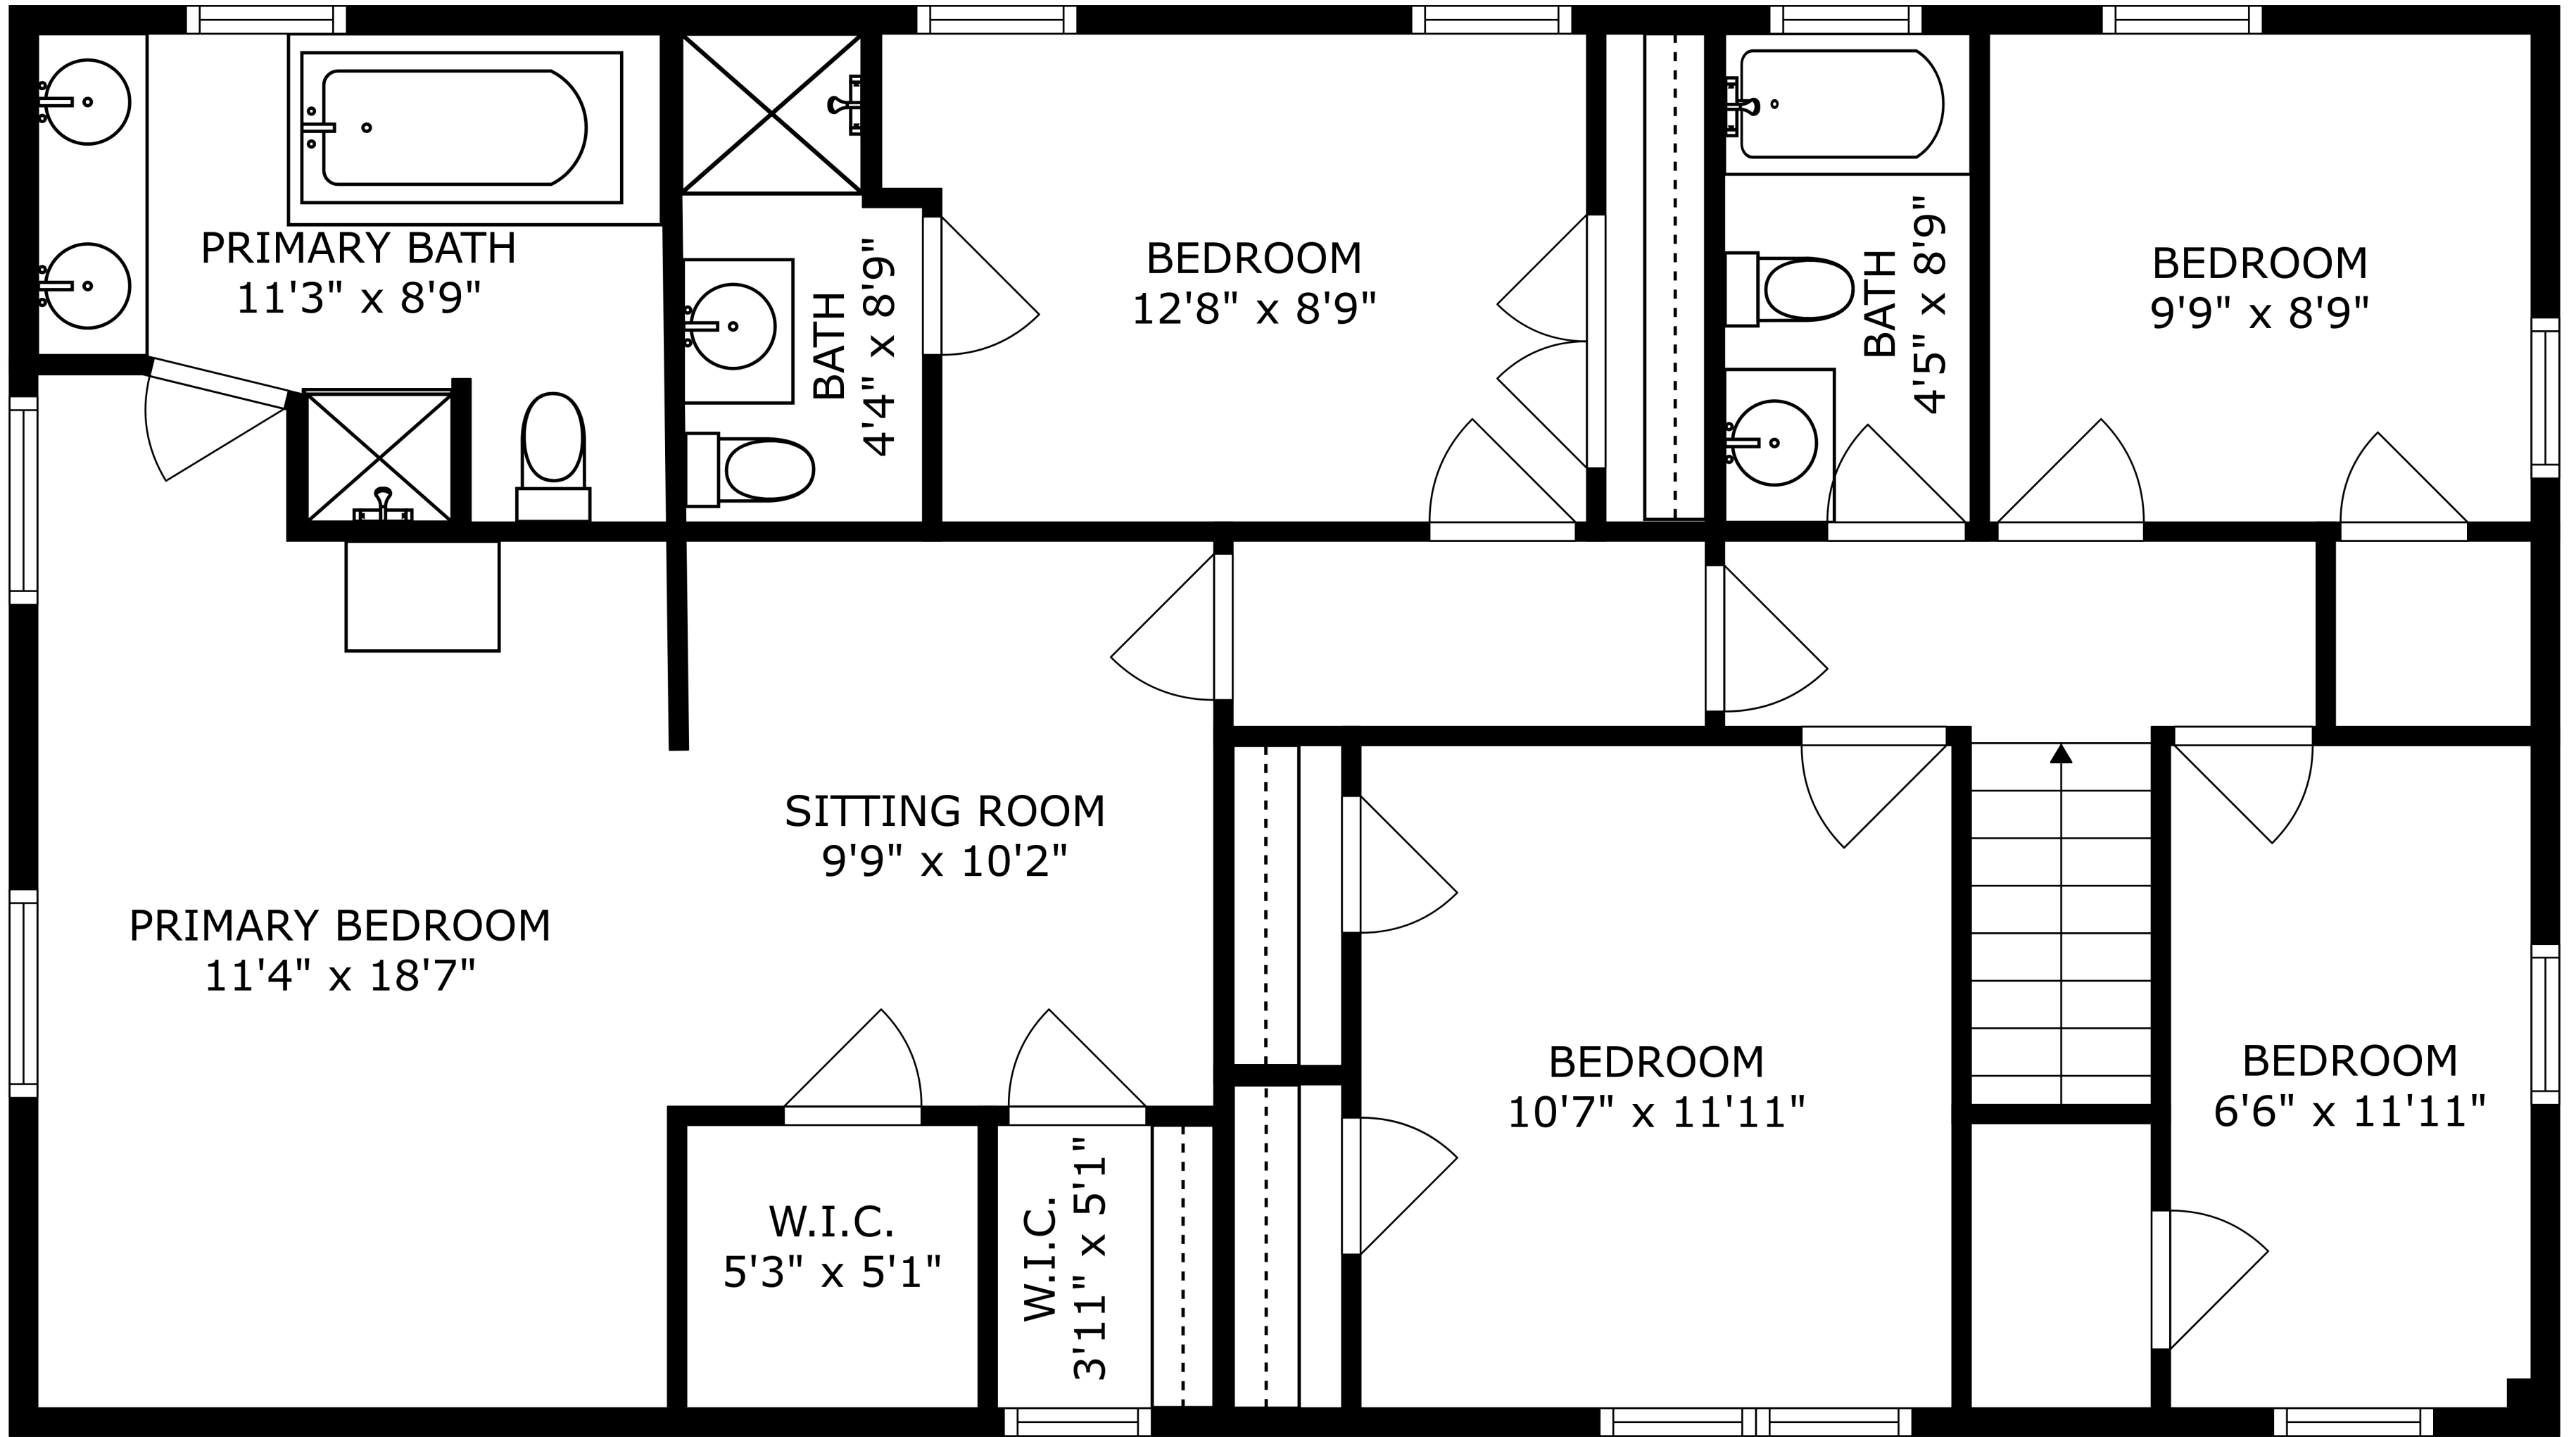 PRIMARY BATH
11'3" x 8'9"
BATH
4'4" x 8'9"
BEDROOM
12'8" x 8'9"
BATH
4'5" x 8'9"
BEDROOM
9'9" x 8'9"
SITTING ROOM
9'9" x 10'2"
PRIMARY BEDROOM
11'4" x 18'7"
BEDROOM
10'7" x 11'11"
BEDROOM
6'6" x 11'11"
W.I.C.
5'3" x 5'1"
W.I.C.
3'11" x 5'1"